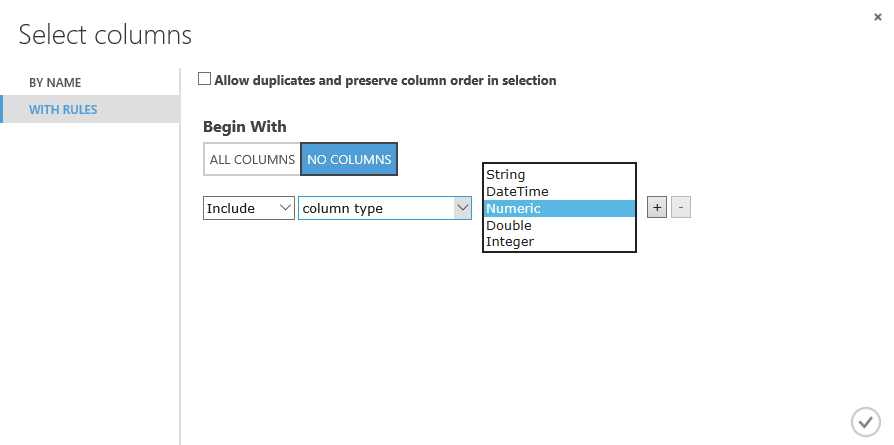 Select columns
BY NAME
WITH RULES
Allow duplicates and preserve column order in selection
Begin With
ALL COLUMNS NO COLUMNS
Include column type
String
DateTime
Numeric
Double
Integer
+ -